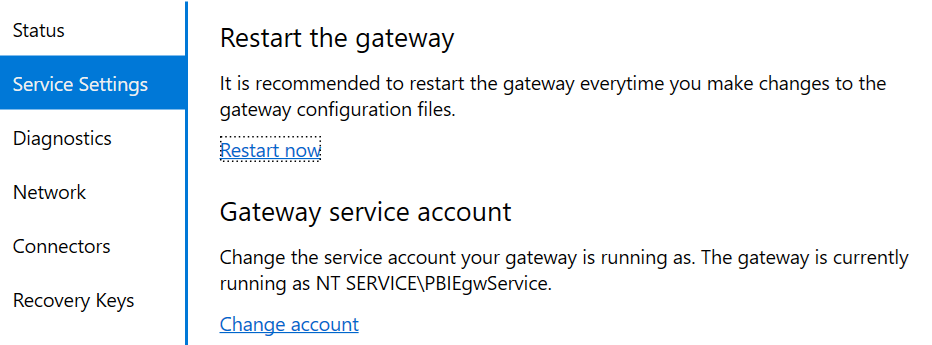 Status
Service Settings
Diagnostics
Network
Connectors
Recovery Keys
Restart the gateway
It is recommended to restart the gateway everytime you make changes to the
gateway configuration files.
Restart now
Gateway service account
Change the service account your gateway is running as. The gateway is currently
running as NT SERVICE\PBIEgwService.
Change account